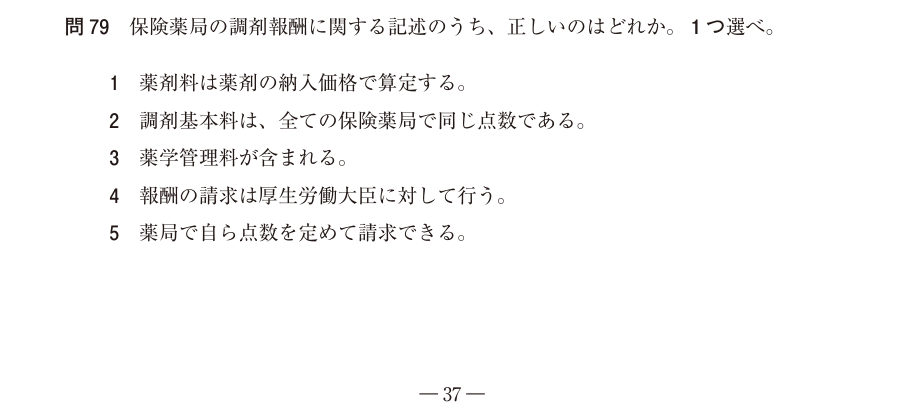 問 79 保険薬局の調剤報酬に関する記述のうち、正しいのはどれか。1つ選べ。
1 薬剤料は薬剤の納入価格で算定する。
2 調剤基本料は、全ての保険薬局で同じ点数である。
3 薬学管理料が含まれる。
4 報酬の請求は厚生労働大臣に対して行う。
5 薬局で自ら点数を定めて請求できる。
― 37 ―